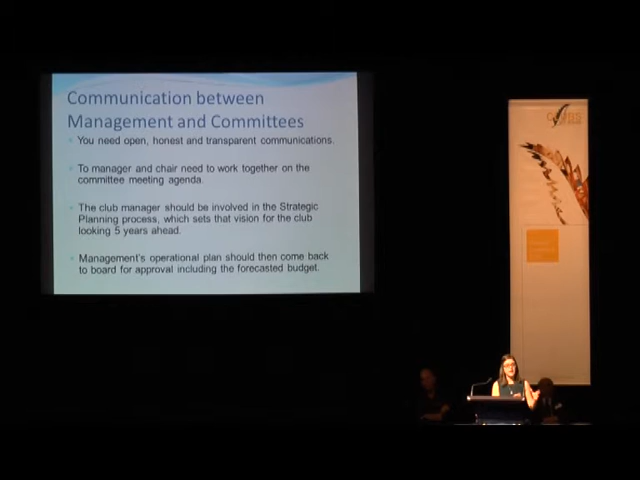 Communication between
Management and Committees
You need open, honest and transparent communications.
To manager and chair need to work together on the
committee meeting agenda.
The club manager should be involved in the Strategic
Planning process, which sets that vision for the club
looking 5 years ahead.
Management's operational plan should then come back
to board for approval including the forecasted budget.